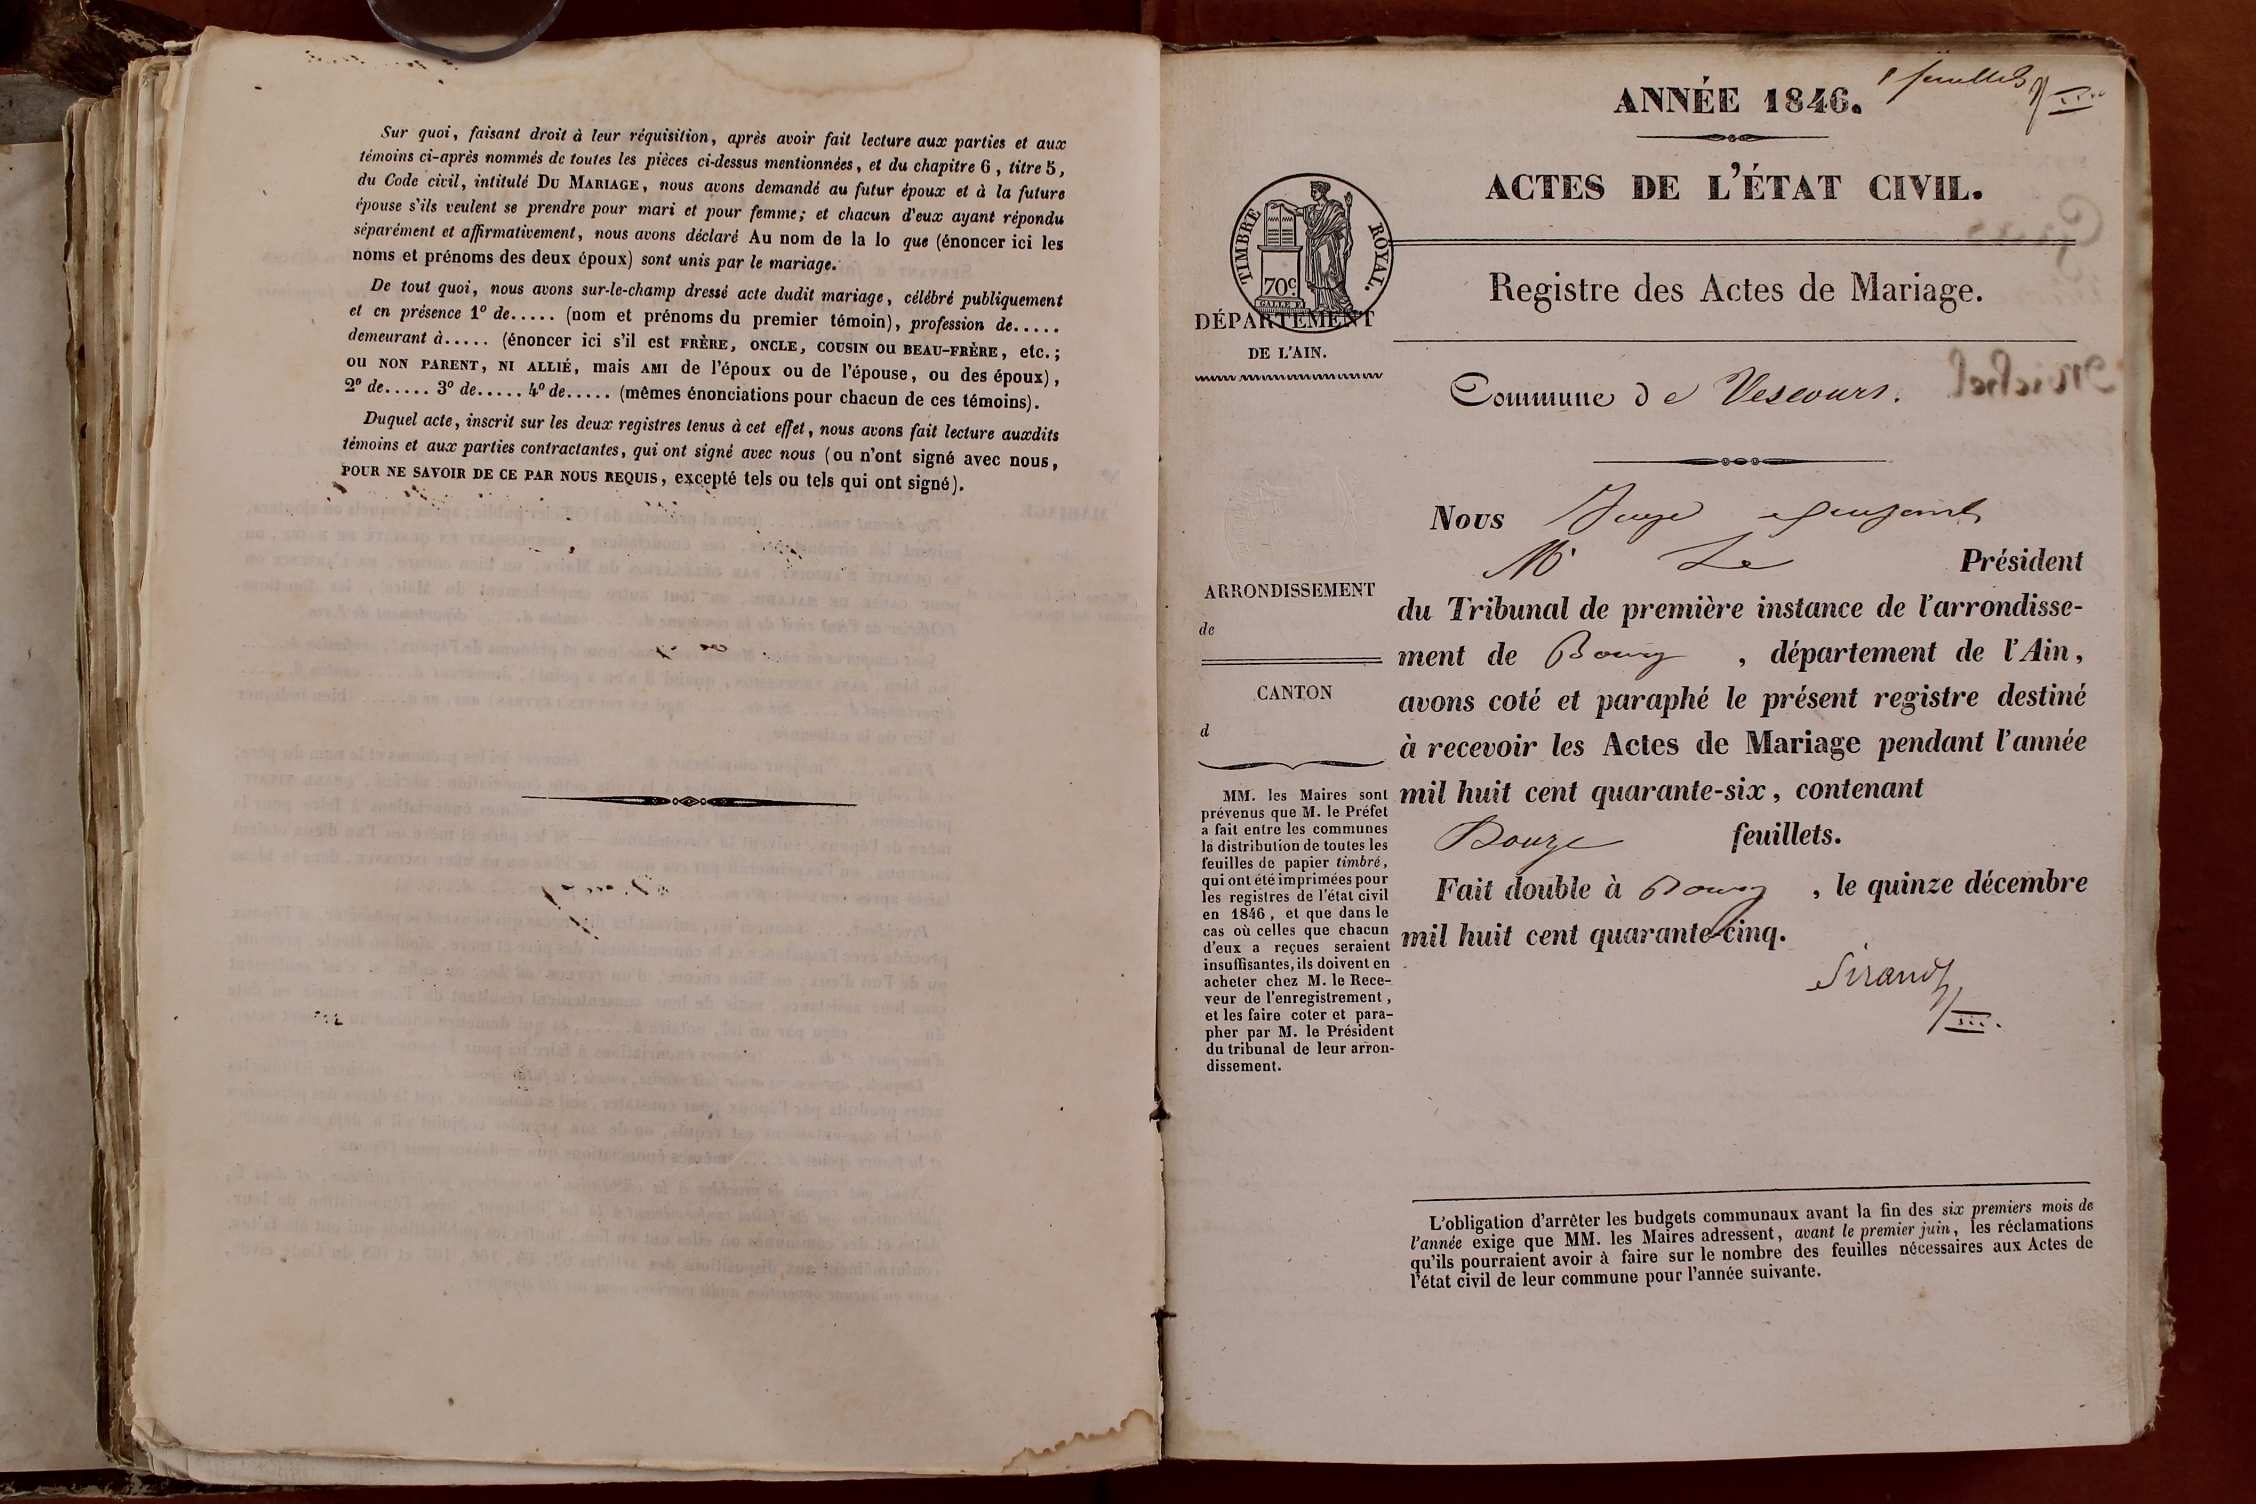 Sur quoi, faisant droit à leur réquisition, après avoir fait lecture aux parties et aux
témoins ci-après nommés de toutes les pièces ci-dessus mentionnées, et du chapitre 6, titre 5,
du Code civil, intitulé DU MARIAGE, nous avons demandé au futur époux et à la future
épouse s'ils veulent se prendre pour mari et pour femme; et chacun d'eux ayant répondu
séparément et affirmativement, nous avons déclaré Au nom de la lo que (énoncer ici les
noms et prénoms des deux époux) sont unis par le mariage.
De tout quoi, nous avons sur-le-champ dressé acte dudit mariage, célébré publiquement
et en présence 1º de..... (nom et prénoms du premier témoin), profession de.....
demeurant à..... (énoncer ici s'il est FRÈRE, ONCLE, COUSIN OU BEAU-FRÈRE, etc.;
OU NON PARENT, NI ALLIÉ, mais AMI de l'époux ou de l'épouse, ou des époux),
2º de..... 3º de..... 4º de..... (mêmes énonciations pour chacun de ces témoins).
Duquel acte, inscrit sur les deux registres tenus à cet effet, nous avons fait lecture auxdits
témoins et aux parties contractantes, qui ont signé avec nous (ou n'ont signé avec nous,
POUR NE SAVOIR DE CE PAR NOUS REQUIS, excepté tels ou tels qui ont signé).
feuillets
ANNÉE 1846.
ACTES DE L'ÉTAT CIVIL.
TIMBRE ROYAL.
70c.
GALLE F.
Registre des Actes de Mariage.
DÉPARTEMENT
DE L'AIN.
Commune de Vescours.
Nous Juge
Mr Le Président
du Tribunal de première instance de l'arrondisse-
ment de Bourg, département de l'Ain,
avons coté et paraphé le présent registre destiné
à recevoir les Actes de Mariage pendant l'année
mil huit cent quarante-six, contenant
Douze feuillets.
Fait double à Bourg, le quinze décembre
mil huit cent quarante-cinq.
Sirand
ARRONDISSEMENT
de
CANTON
d
MM. les Maires sont
prévenus que M. le Préfet
a fait entre les communes
la distribution de toutes les
feuilles de papier timbré,
qui ont été imprimées pour
les registres de l'état civil
en 1846, et que dans le
cas où celles que chacun
d'eux a reçues seraient
insuffisantes, ils doivent en
acheter chez M. le Rece-
veur de l'enregistrement,
et les faire coter et para-
pher par M. le Président
du tribunal de leur arron-
dissement.
L'obligation d'arrêter les budgets communaux avant la fin des six premiers mois de
l'année exige que MM. les Maires adressent, avant le premier juin, les réclamations
qu'ils pourraient avoir à faire sur le nombre des feuilles nécessaires aux Actes de
l'état civil de leur commune pour l'année suivante.